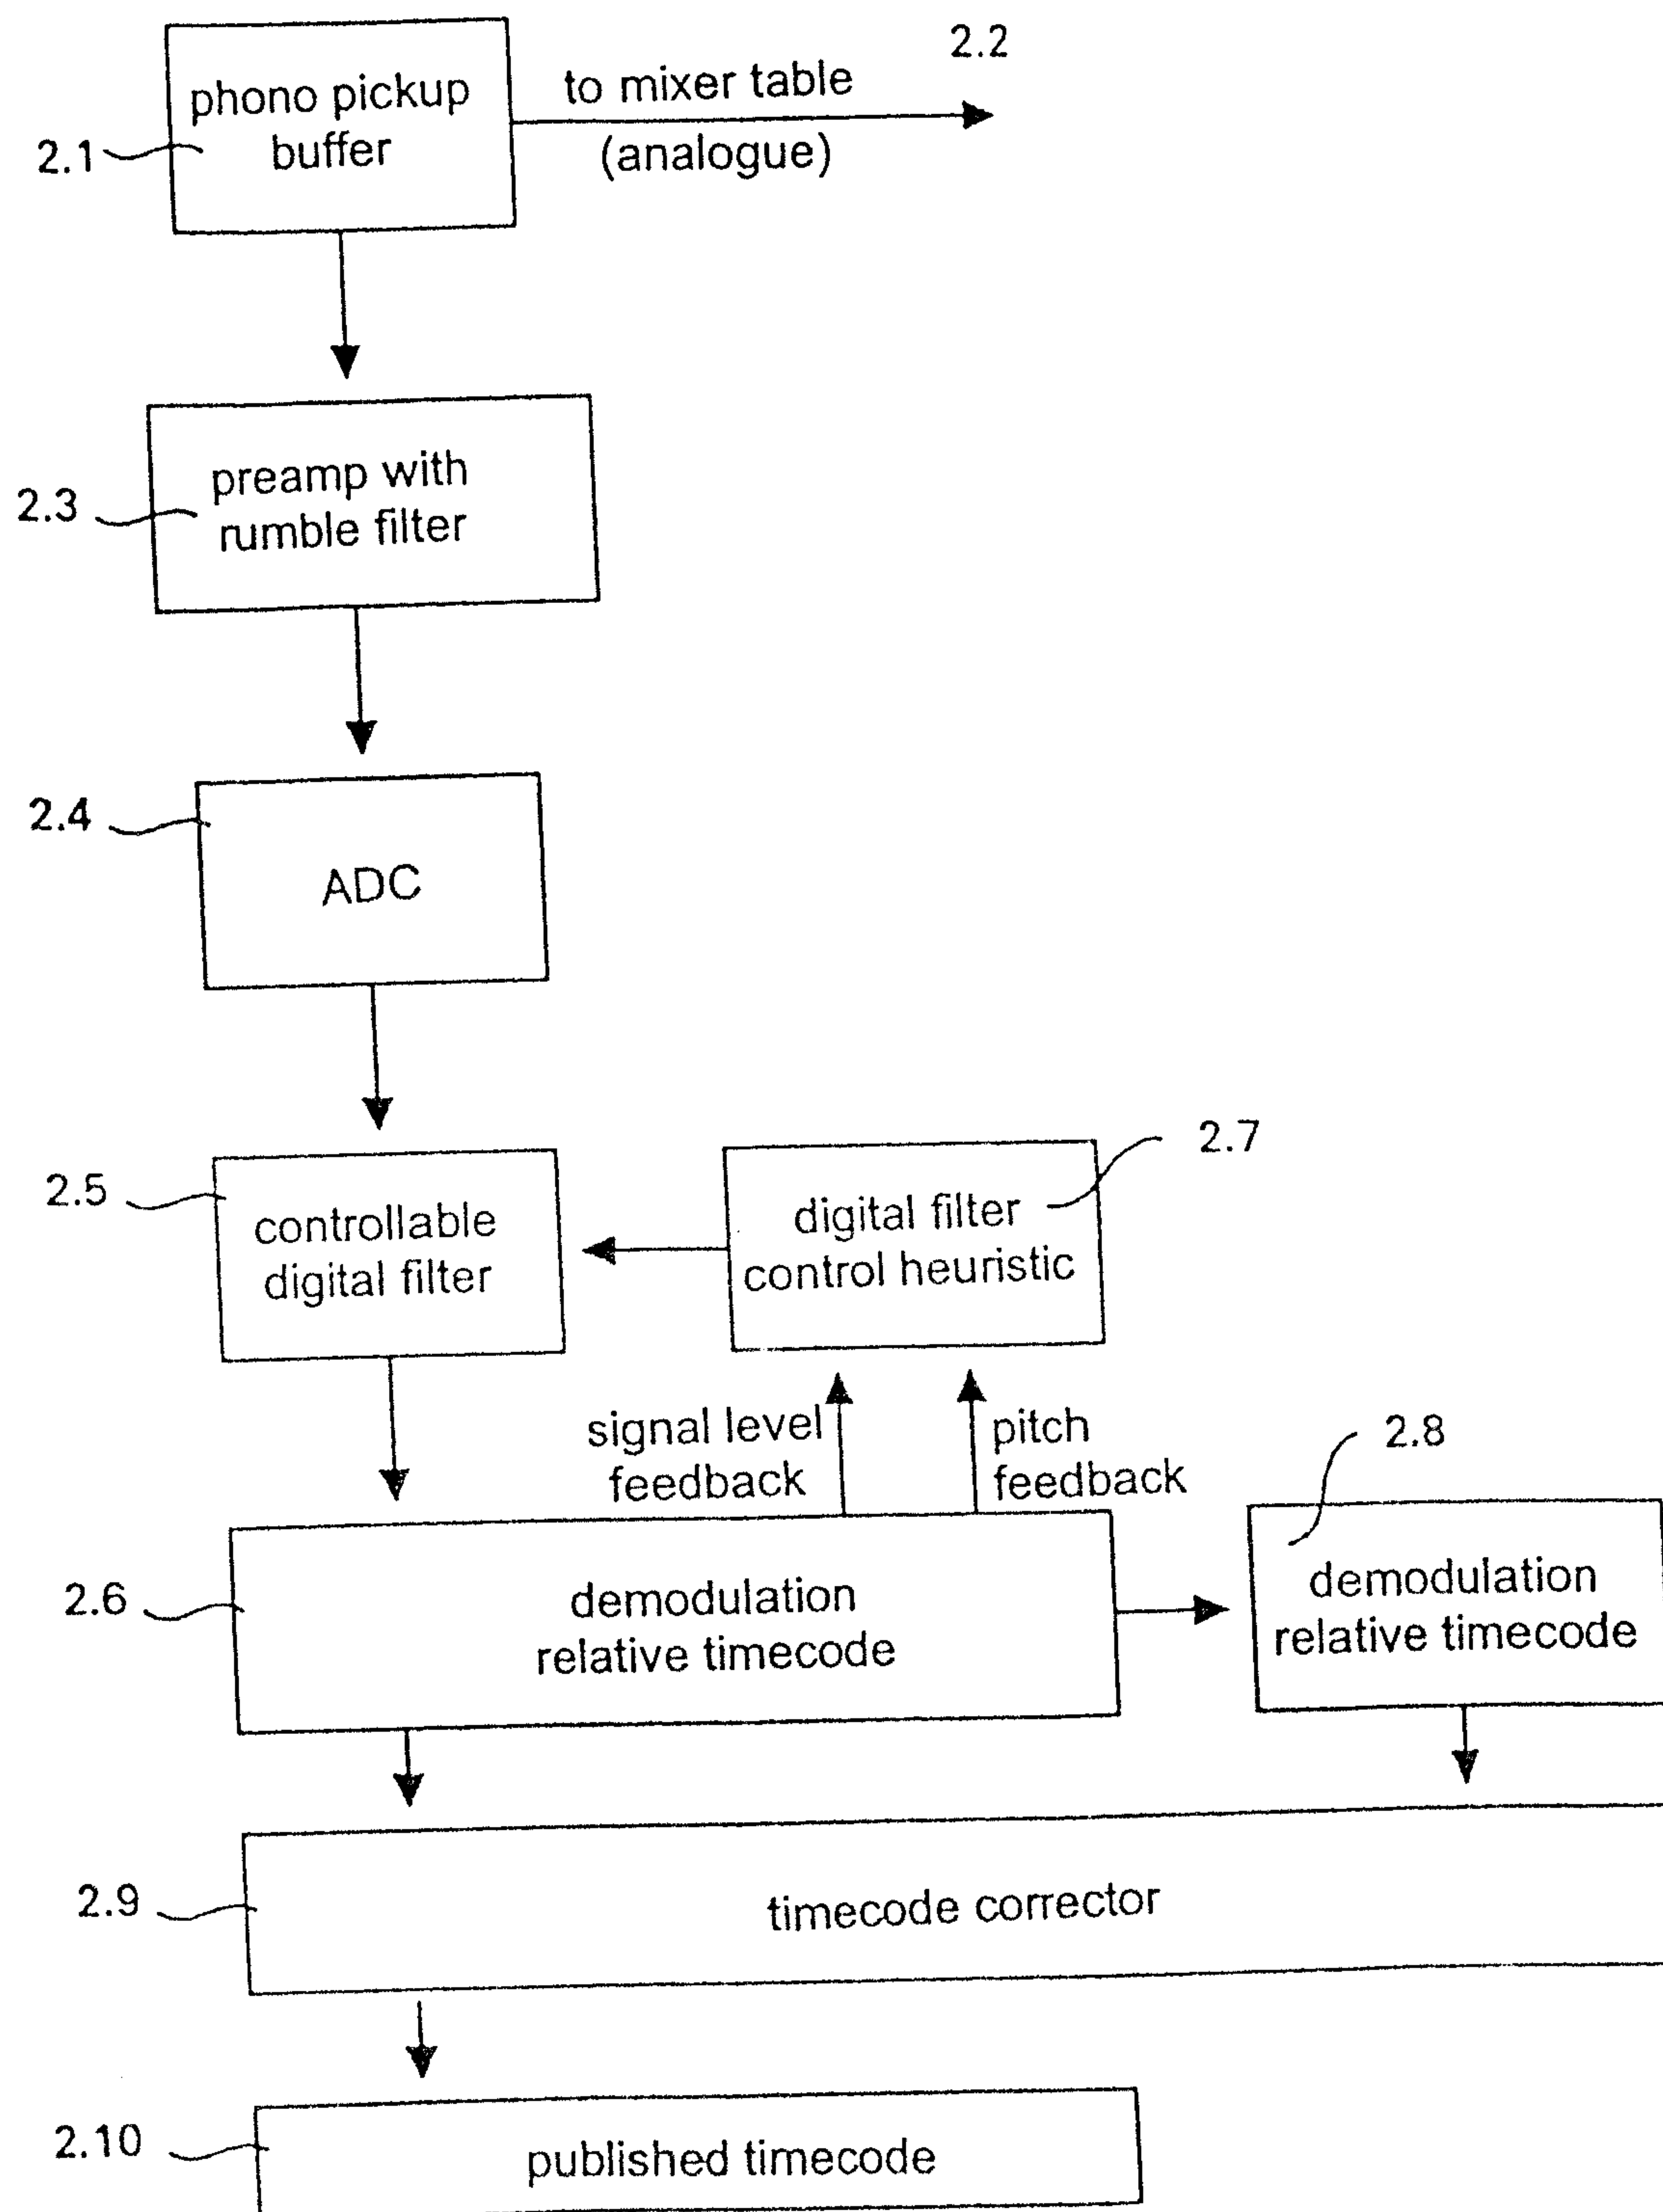 2.2
phono pickup
buffer
to mixer table
(analogue)
2.1
preamp with
rumble filter
2.3
2.4
ADC
2.5
controllable
digital filter
2.7
digital filter
control heuristic
signal level
feedback
pitch
feedback
2.8
2.6
demodulation
relative timecode
demodulation
relative timecode
2.9
timecode corrector
2.10
published timecode